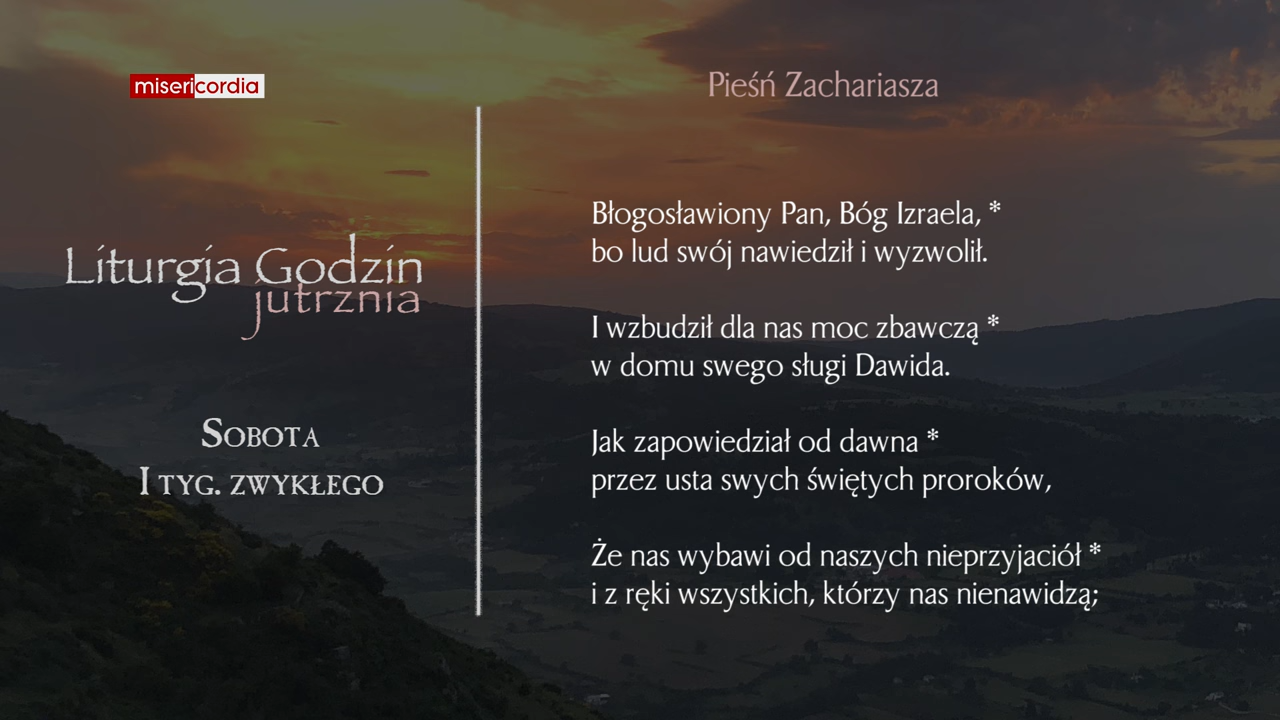 misericordia
Liturgia Godzin
jutrznia
Sobota
I tyg. zwykłego
Pieśń Zachariasza
Błogosławiony Pan, Bóg Izraela, *
bo lud swój nawiedził i wyzwolił.
I wzbudził dla nas moc zbawczą *
w domu swego sługi Dawida.
Jak zapowiedział od dawna *
przez usta swych świętych proroków,
Że nas wybawi od naszych nieprzyjaciół *
i z ręki wszystkich, którzy nas nienawidzą;